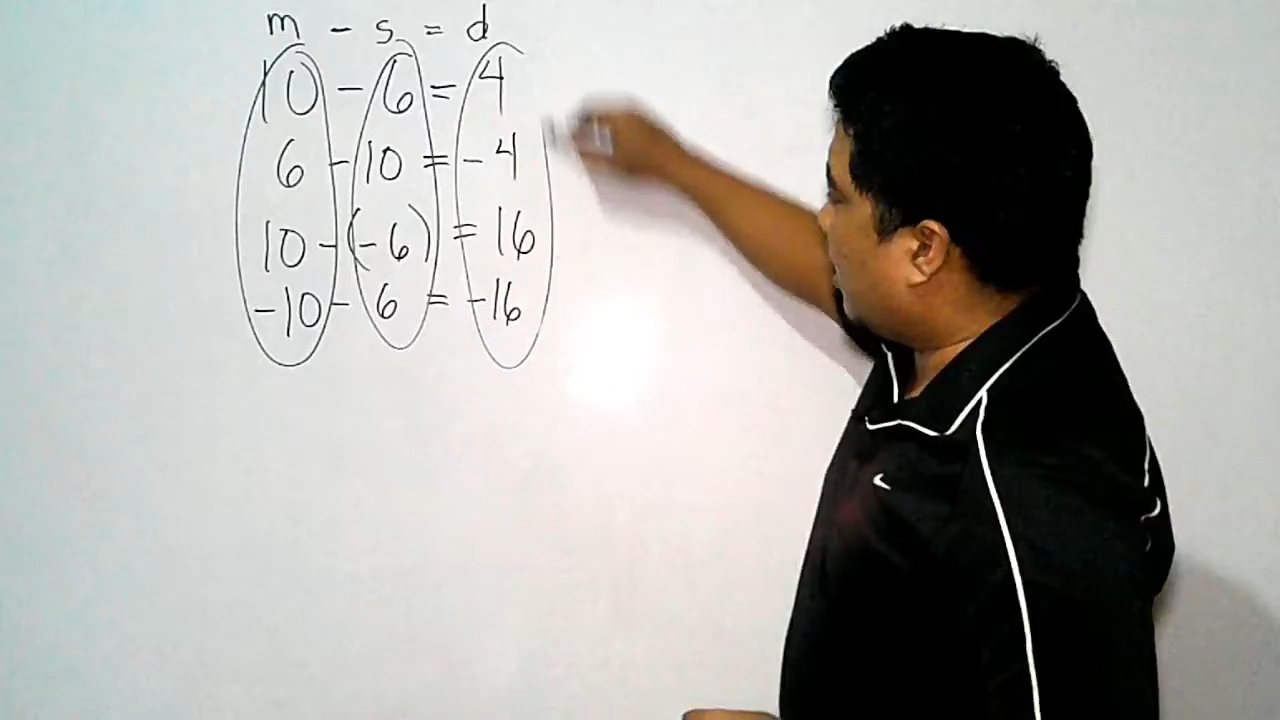 m - s = d
10 - 6 = 4
6 - 10 = - 4
10 - (- 6) = 16
-10 - 6 = -16